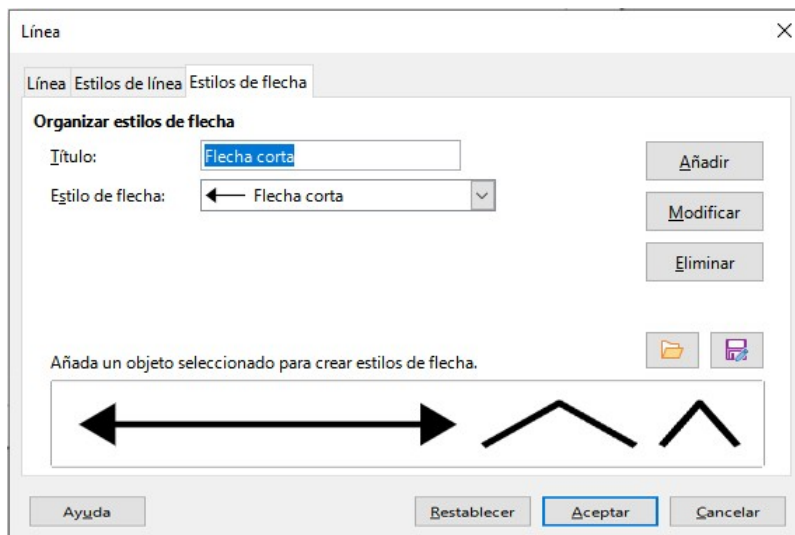 Línea
Línea Estilos de línea Estilos de flecha
Organizar estilos de flecha
Título: Flecha corta
Añadir
Estilo de flecha: Flecha corta
Modificar
Eliminar
Añada un objeto seleccionado para crear estilos de flecha.
Ayuda Restablecer Aceptar Cancelar